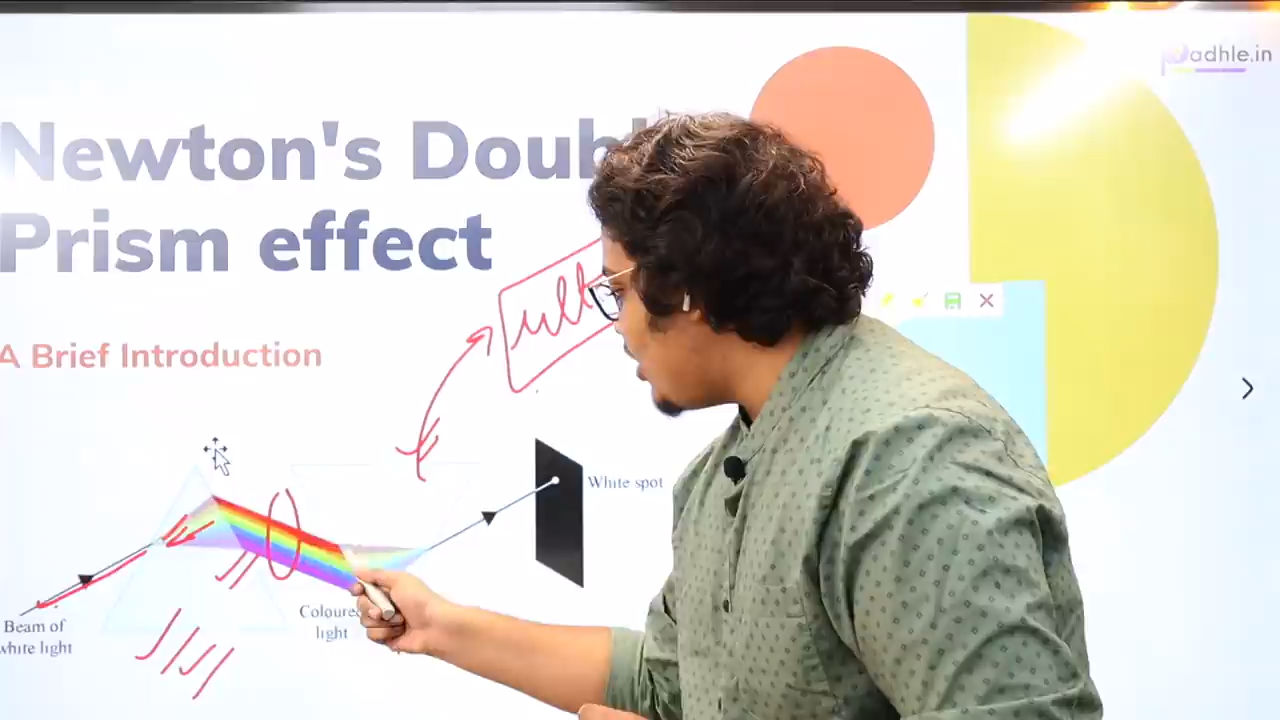 Newton's Doub
Prism effect
A Brief Introduction
White spot
Beam of
white light
Coloured
light
padhle.in